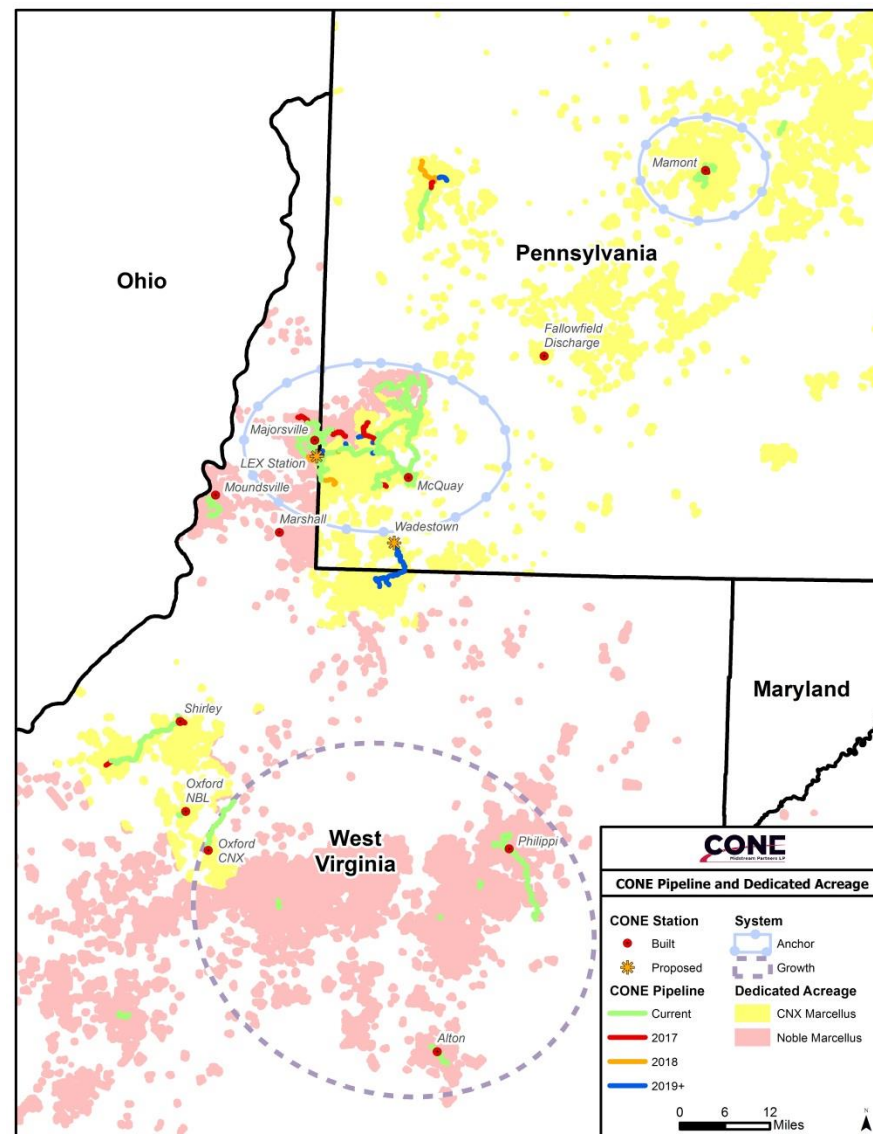 Mamont
Pennsylvania
Ohio
Fallowfield
Discharge
Majorsville
LEX Station
McQuay
Moundsville
Marshall
Wadestown
Maryland
Shirley
Oxford
NBL
Oxford
CNX
West
Virginia
Philippi
Alton
CONE
Midstream Partners LP
CONE Pipeline and Dedicated Acreage
CONE Station
Built
Proposed
CONE Pipeline
Current
2017
2018
2019+
System
Anchor
Growth
Dedicated Acreage
CNX Marcellus
Noble Marcellus
0 6 12
Miles
N